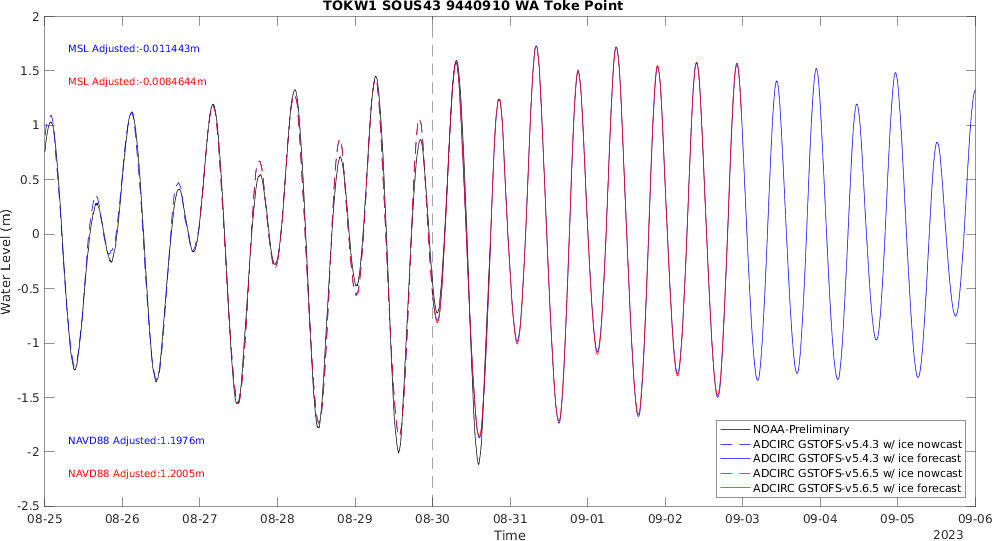 TOKW1 SOUS43 9440910 WA Toke Point
2
1.5
1
0.5
0
-0.5
-1
-1.5
-2
-2.5
Water Level (m)
MSL Adjusted:-0.011443m
MSL Adjusted:-0.0084644m
NAVD88 Adjusted:1.1976m
NAVD88 Adjusted:1.2005m
NOAA-Preliminary
ADCIRC GSTOFS-v5.4.3 w/ ice nowcast
ADCIRC GSTOFS-v5.4.3 w/ ice forecast
ADCIRC GSTOFS-v5.6.5 w/ ice nowcast
ADCIRC GSTOFS-v5.6.5 w/ ice forecast
08-25 08-26 08-27 08-28 08-29 08-30 08-31 09-01 09-02 09-03 09-04 09-05 09-06
Time
2023